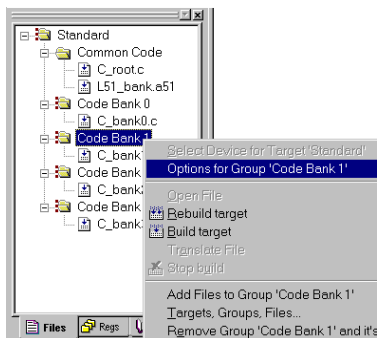 Standard
Common Code
C_root.c
L51_bank.a51
Code Bank 0
C_bank0.c
Code Bank 1
Select Device for Target 'Standard'
Options for Group 'Code Bank 1'
Code Bank
Open File
Rebuild target
Build target
Code Bank
Translate File
Stop build
Add Files to Group 'Code Bank 1'
Targets, Groups, Files...
Files
Regs
Remove Group 'Code Bank 1' and it's